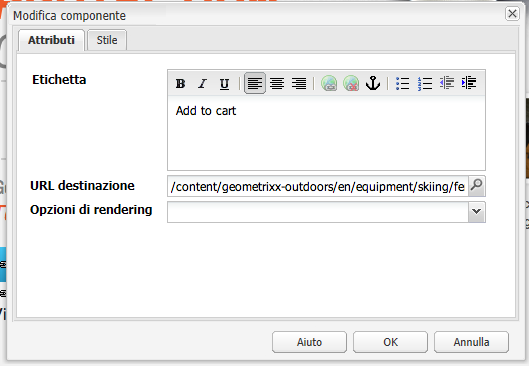 Modifica componente
Attributi
Stile
Etichetta
B I U
Add to cart
URL destinazione
/content/geometrixx-outdoors/en/equipment/skiing/fe
Opzioni di rendering
Aiuto
OK
Annulla